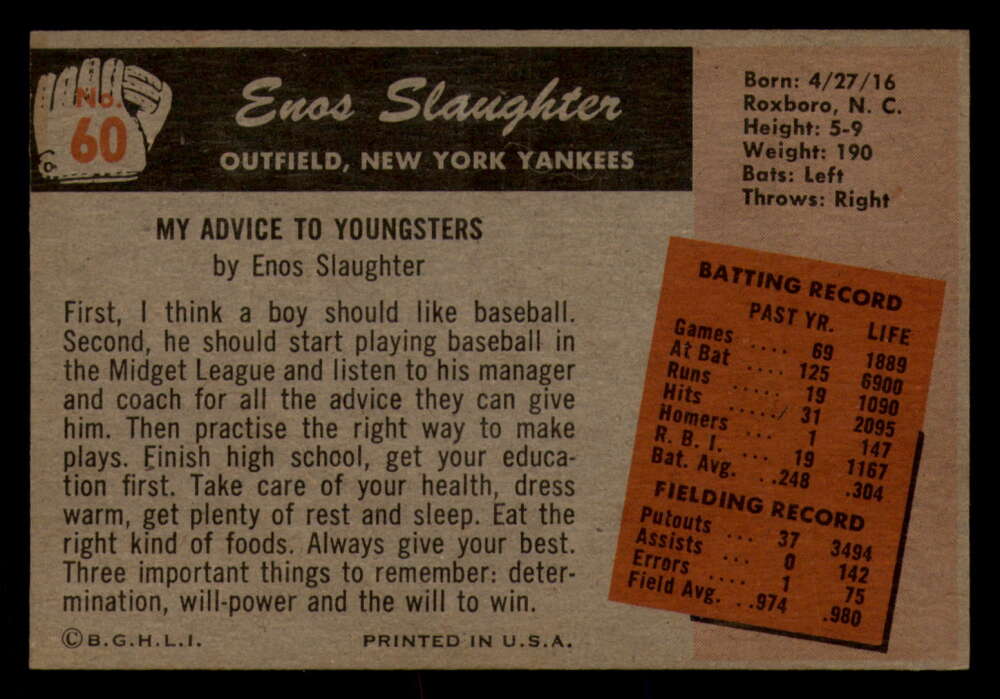 No.
60
Enos Slaughter
OUTFIELD, NEW YORK YANKEES
Born: 4/27/16
Roxboro, N. C.
Height: 5-9
Weight: 190
Bats: Left
Throws: Right
MY ADVICE TO YOUNGSTERS
by Enos Slaughter
First, I think a boy should like baseball.
Second, he should start playing baseball in
the Midget League and listen to his manager
and coach for all the advice they can give
him. Then practise the right way to make
plays. Finish high school, get your educa-
tion first. Take care of your health, dress
warm, get plenty of rest and sleep. Eat the
right kind of foods. Always give your best.
Three important things to remember: deter-
mination, will-power and the will to win.
BATTING RECORD
PAST YR. LIFE
Games .... 69 1889
At Bat .... 125 6900
Runs ..... 19 1090
Hits ..... 31 2095
Homers ... 1 147
R. B. I. ... 19 1167
Bat. Avg. . .248 .304
FIELDING RECORD
Putouts ... 37 3494
Assists ... 0 142
Errors .... 1 75
Field Avg. . .974 .980
©B.G.H.L.I. PRINTED IN U.S.A.